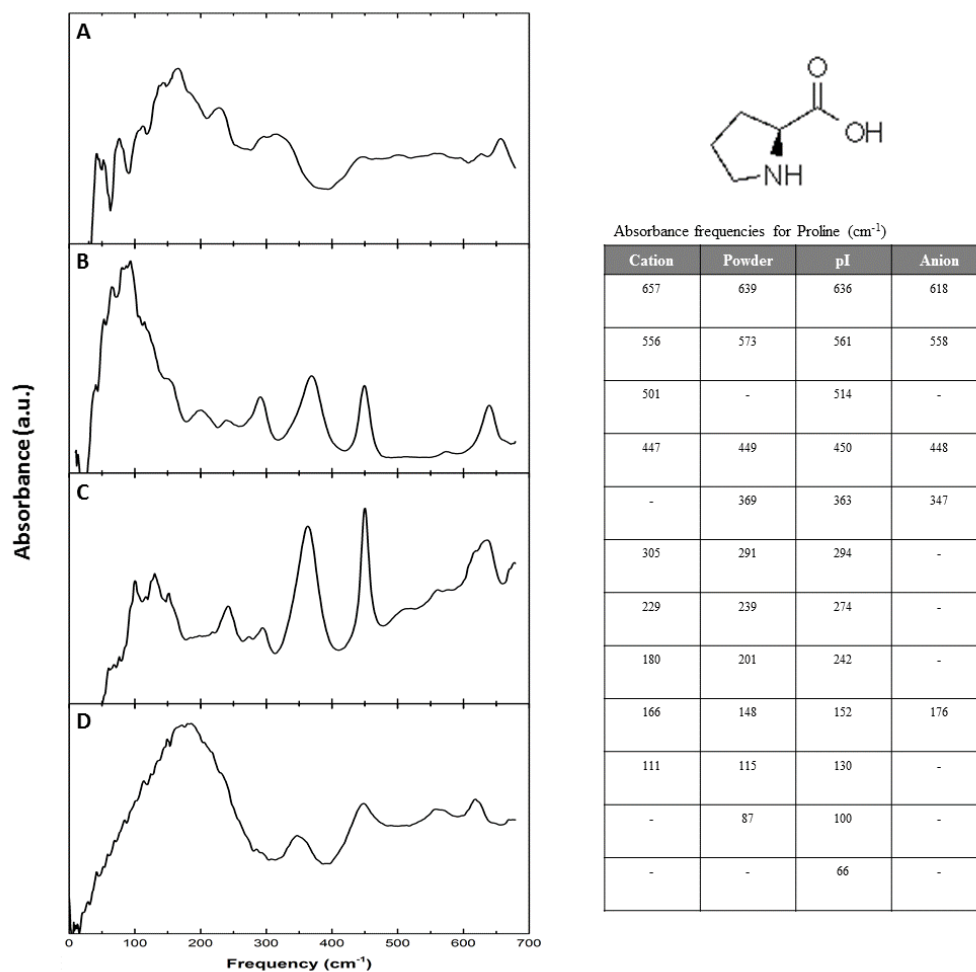 A
B
C
D
Absorbance (a.u.)
0 100 200 300 400 500 600 700
Frequency (cm-1)
O
OH
NH
Absorbance frequencies for Proline (cm-1)
Cation Powder pI Anion
657 639 636 618
556 573 561 558
501 - 514 -
447 449 450 448
- 369 363 347
305 291 294 -
229 239 274 -
180 201 242 -
166 148 152 176
111 115 130 -
- 87 100 -
- - 66 -